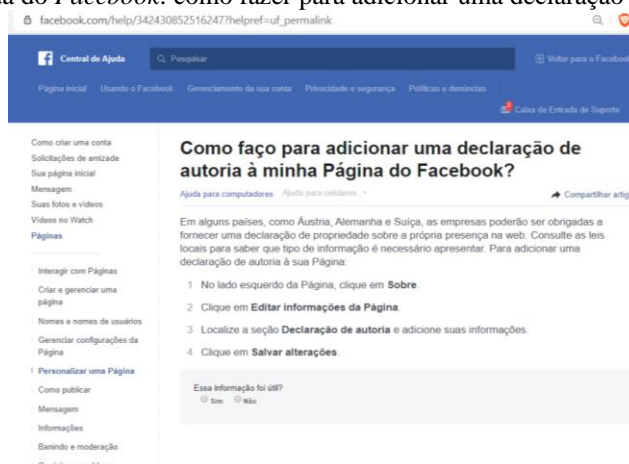 da do Facebook: como fazer para adicionar uma declaração
facebook.com/help/342430852516247?helpref=uf_permalink
Central de Ajuda
Pesquisar
Voltar para o Facebook
Página inicial Usando o Facebook Gerenciamento da sua conta Privacidade e segurança Políticas e denúncias
2
Caixa de Entrada de Suporte
Como criar uma conta
Solicitações de amizade
Sua página inicial
Mensagem
Suas fotos e vídeos
Vídeos no Watch
Páginas
Interagir com Páginas
Criar e gerenciar uma
página
Nomes e nomes de usuários
Gerenciar configurações da
Página
Personalizar uma Página
Como publicar
Mensagem
Informações
Banindo e moderação
Como faço para adicionar uma declaração de
autoria à minha Página do Facebook?
Ajuda para computadores Ajuda para celulares
Compartilhar artig
Em alguns países, como Áustria, Alemanha e Suíça, as empresas poderão ser obrigadas a
fornecer uma declaração de propriedade sobre a própria presença na web. Consulte as leis
locais para saber que tipo de informação é necessário apresentar. Para adicionar uma
declaração de autoria à sua Página:
1 No lado esquerdo da Página, clique em Sobre.
2 Clique em Editar informações da Página.
3 Localize a seção Declaração de autoria e adicione suas informações.
4 Clique em Salvar alterações.
Essa informação foi útil?
Sim Não